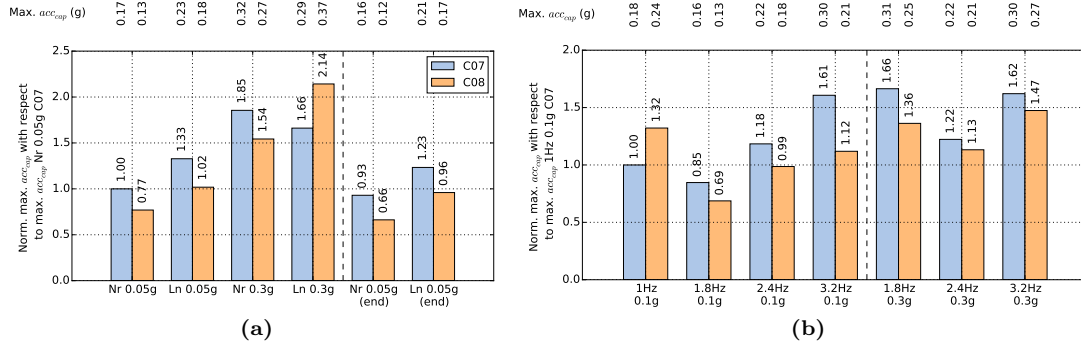 Max. acc_cap (g)
0.17 0.13 0.23 0.18 0.32 0.27 0.29 0.37 0.16 0.12 0.21 0.17
Norm. max. acc_cap with respect
to max. acc_cap Nr 0.05g C07
2.5
2.0
1.5
1.0
0.5
0.0
C07
C08
1.00 0.77 1.33 1.02 1.85 1.54 1.66 2.14 0.93 0.66 1.23 0.96
Nr 0.05g Ln 0.05g Nr 0.3g Ln 0.3g Nr 0.05g Ln 0.05g
(end) (end)
(a)
Max. acc_cap (g)
0.18 0.24 0.16 0.13 0.22 0.18 0.30 0.21 0.31 0.25 0.22 0.21 0.30 0.27
Norm. max. acc_cap with respect
to max. acc_cap 1Hz 0.1g C07
2.0
1.5
1.0
0.5
0.0
1.00 1.32 0.85 0.69 1.18 0.99 1.61 1.12 1.66 1.36 1.22 1.13 1.62 1.47
1Hz 1.8Hz 2.4Hz 3.2Hz 1.8Hz 2.4Hz 3.2Hz
0.1g 0.1g 0.1g 0.1g 0.3g 0.3g 0.3g
(b)